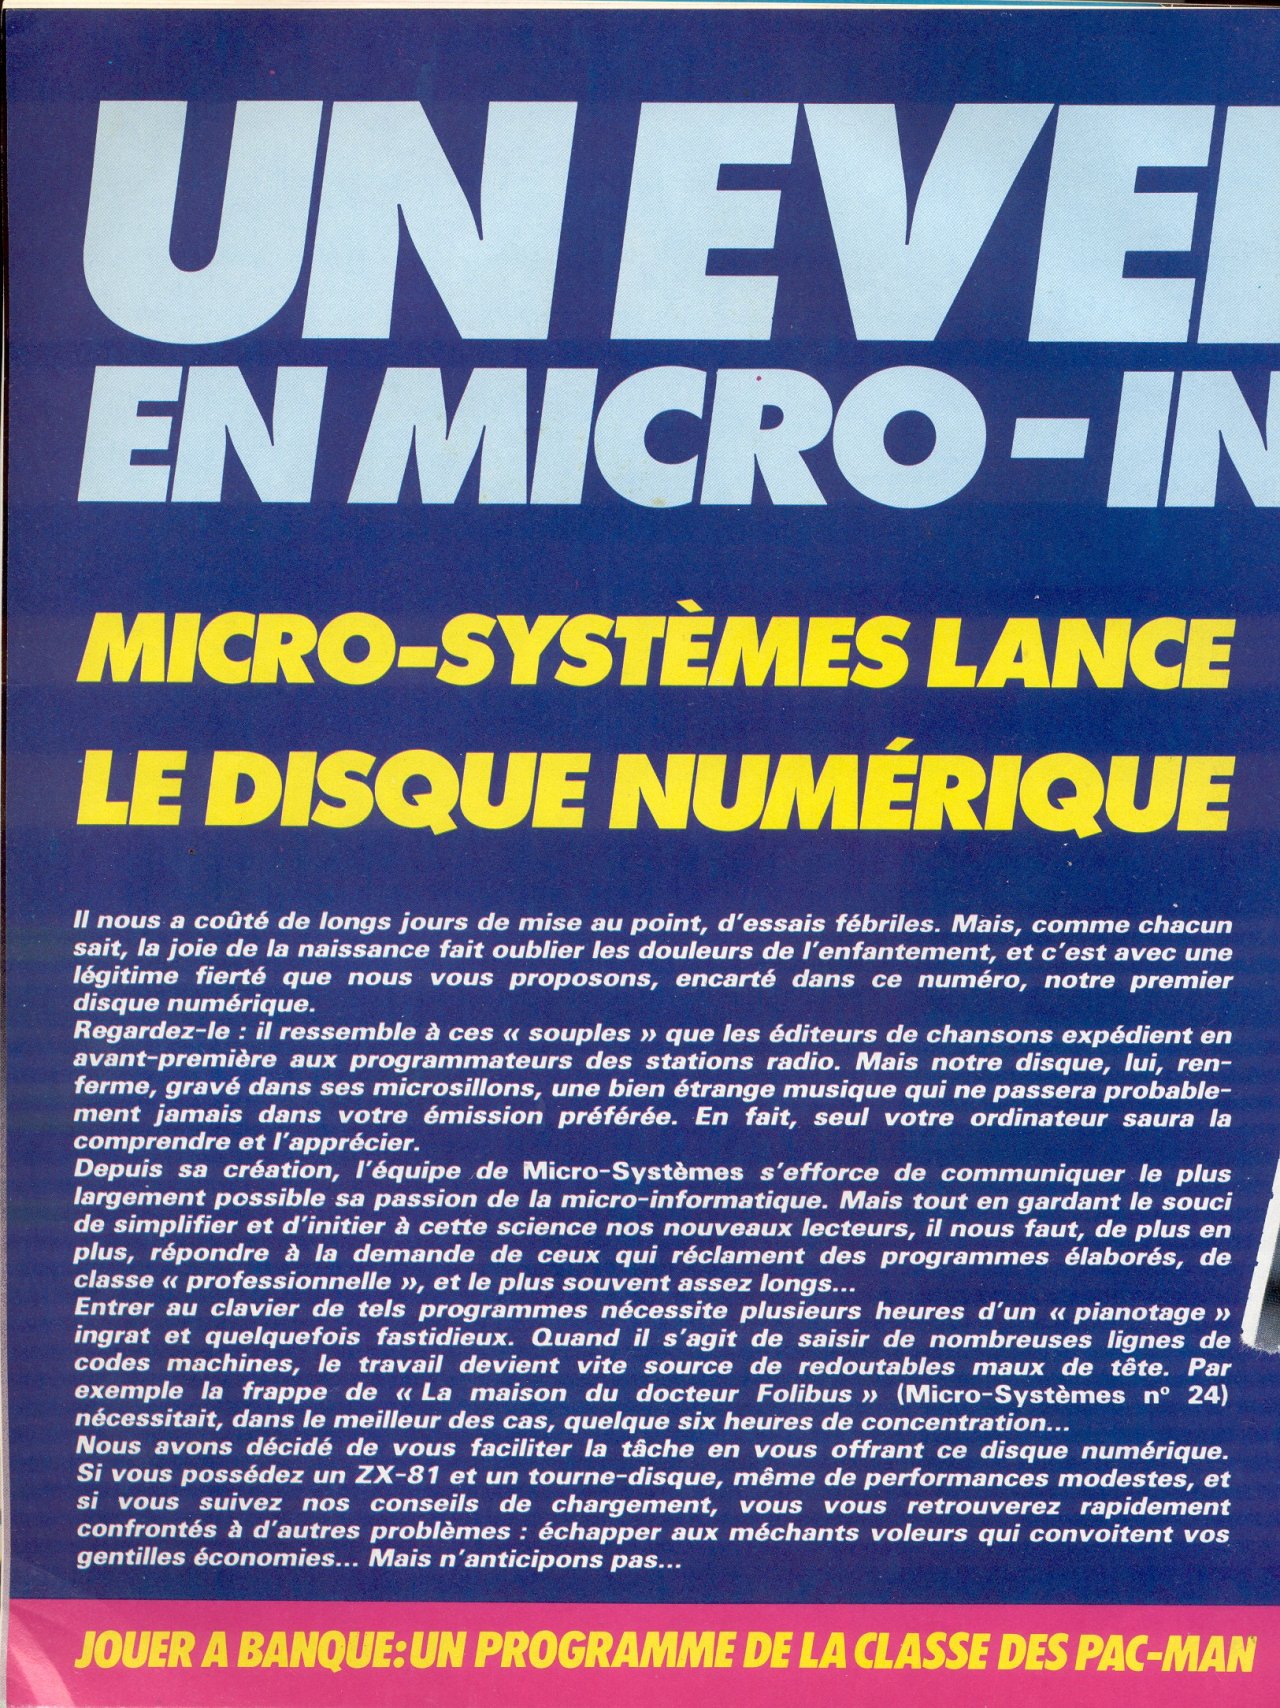 UN EVE
EN MICRO - IN
MICRO-SYSTÈMES LANCE
LE DISQUE NUMÉRIQUE
Il nous a coûté de longs jours de mise au point, d'essais fébriles. Mais, comme chacun
sait, la joie de la naissance fait oublier les douleurs de l'enfantement, et c'est avec une
légitime fierté que nous vous proposons, encarté dans ce numéro, notre premier
disque numérique.
Regardez-le : il ressemble à ces « souples » que les éditeurs de chansons expédient en
avant-première aux programmateurs des stations radio. Mais notre disque, lui, ren-
ferme, gravé dans ses microsillons, une bien étrange musique qui ne passera probable-
ment jamais dans votre émission préférée. En fait, seul votre ordinateur saura la
comprendre et l'apprécier.
Depuis sa création, l'équipe de Micro-Systèmes s'efforce de communiquer le plus
largement possible sa passion de la micro-informatique. Mais tout en gardant le souci
de simplifier et d'initier à cette science nos nouveaux lecteurs, il nous faut, de plus en
plus, répondre à la demande de ceux qui réclament des programmes élaborés, de
classe « professionnelle », et le plus souvent assez longs...
Entrer au clavier de tels programmes nécessite plusieurs heures d'un « pianotage »
ingrat et quelquefois fastidieux. Quand il s'agit de saisir de nombreuses lignes de
codes machines, le travail devient vite source de redoutables maux de tête. Par
exemple la frappe de « La maison du docteur Folibus » (Micro-Systèmes nº 24)
nécessitait, dans le meilleur des cas, quelque six heures de concentration...
Nous avons décidé de vous faciliter la tâche en vous offrant ce disque numérique.
Si vous possédez un ZX-81 et un tourne-disque, même de performances modestes, et
si vous suivez nos conseils de chargement, vous vous retrouverez rapidement
confrontés à d'autres problèmes : échapper aux méchants voleurs qui convoitent vos
gentilles économies... Mais n'anticipons pas...
JOUER A BANQUE: UN PROGRAMME DE LA CLASSE DES PAC-MAN